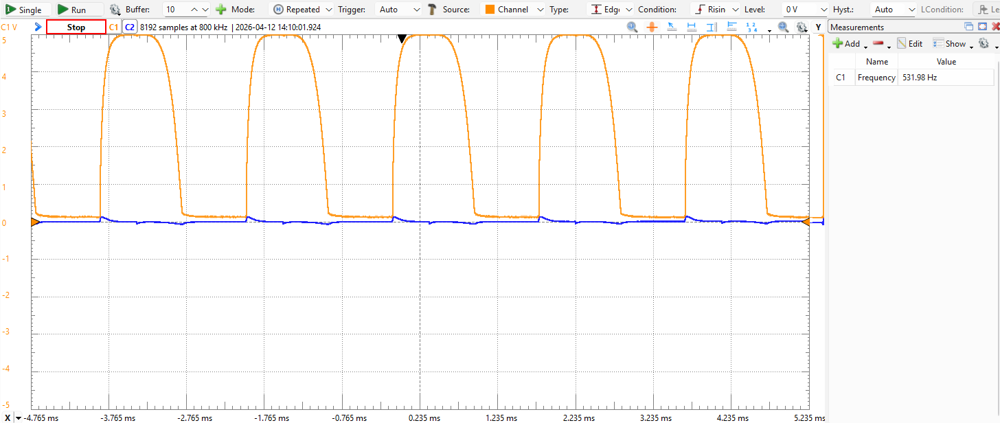 Single Run Buffer: 10 Mode: Repeated Trigger: Auto Source: Channel Type: Edg Condition: Risin Level: 0 V Hyst.: Auto LCondition: Le
C1 V Stop C1 C2 8192 samples at 800 kHz | 2026-04-12 14:10:01.924 Y
Measurements
Add Edit Show
Name Value
C1 Frequency 531.98 Hz
5
4
3
2
1
0
-1
-2
-3
-4
-5
X -4.765 ms -3.765 ms -2.765 ms -1.765 ms -0.765 ms 0.235 ms 1.235 ms 2.235 ms 3.235 ms 4.235 ms 5.235 ms